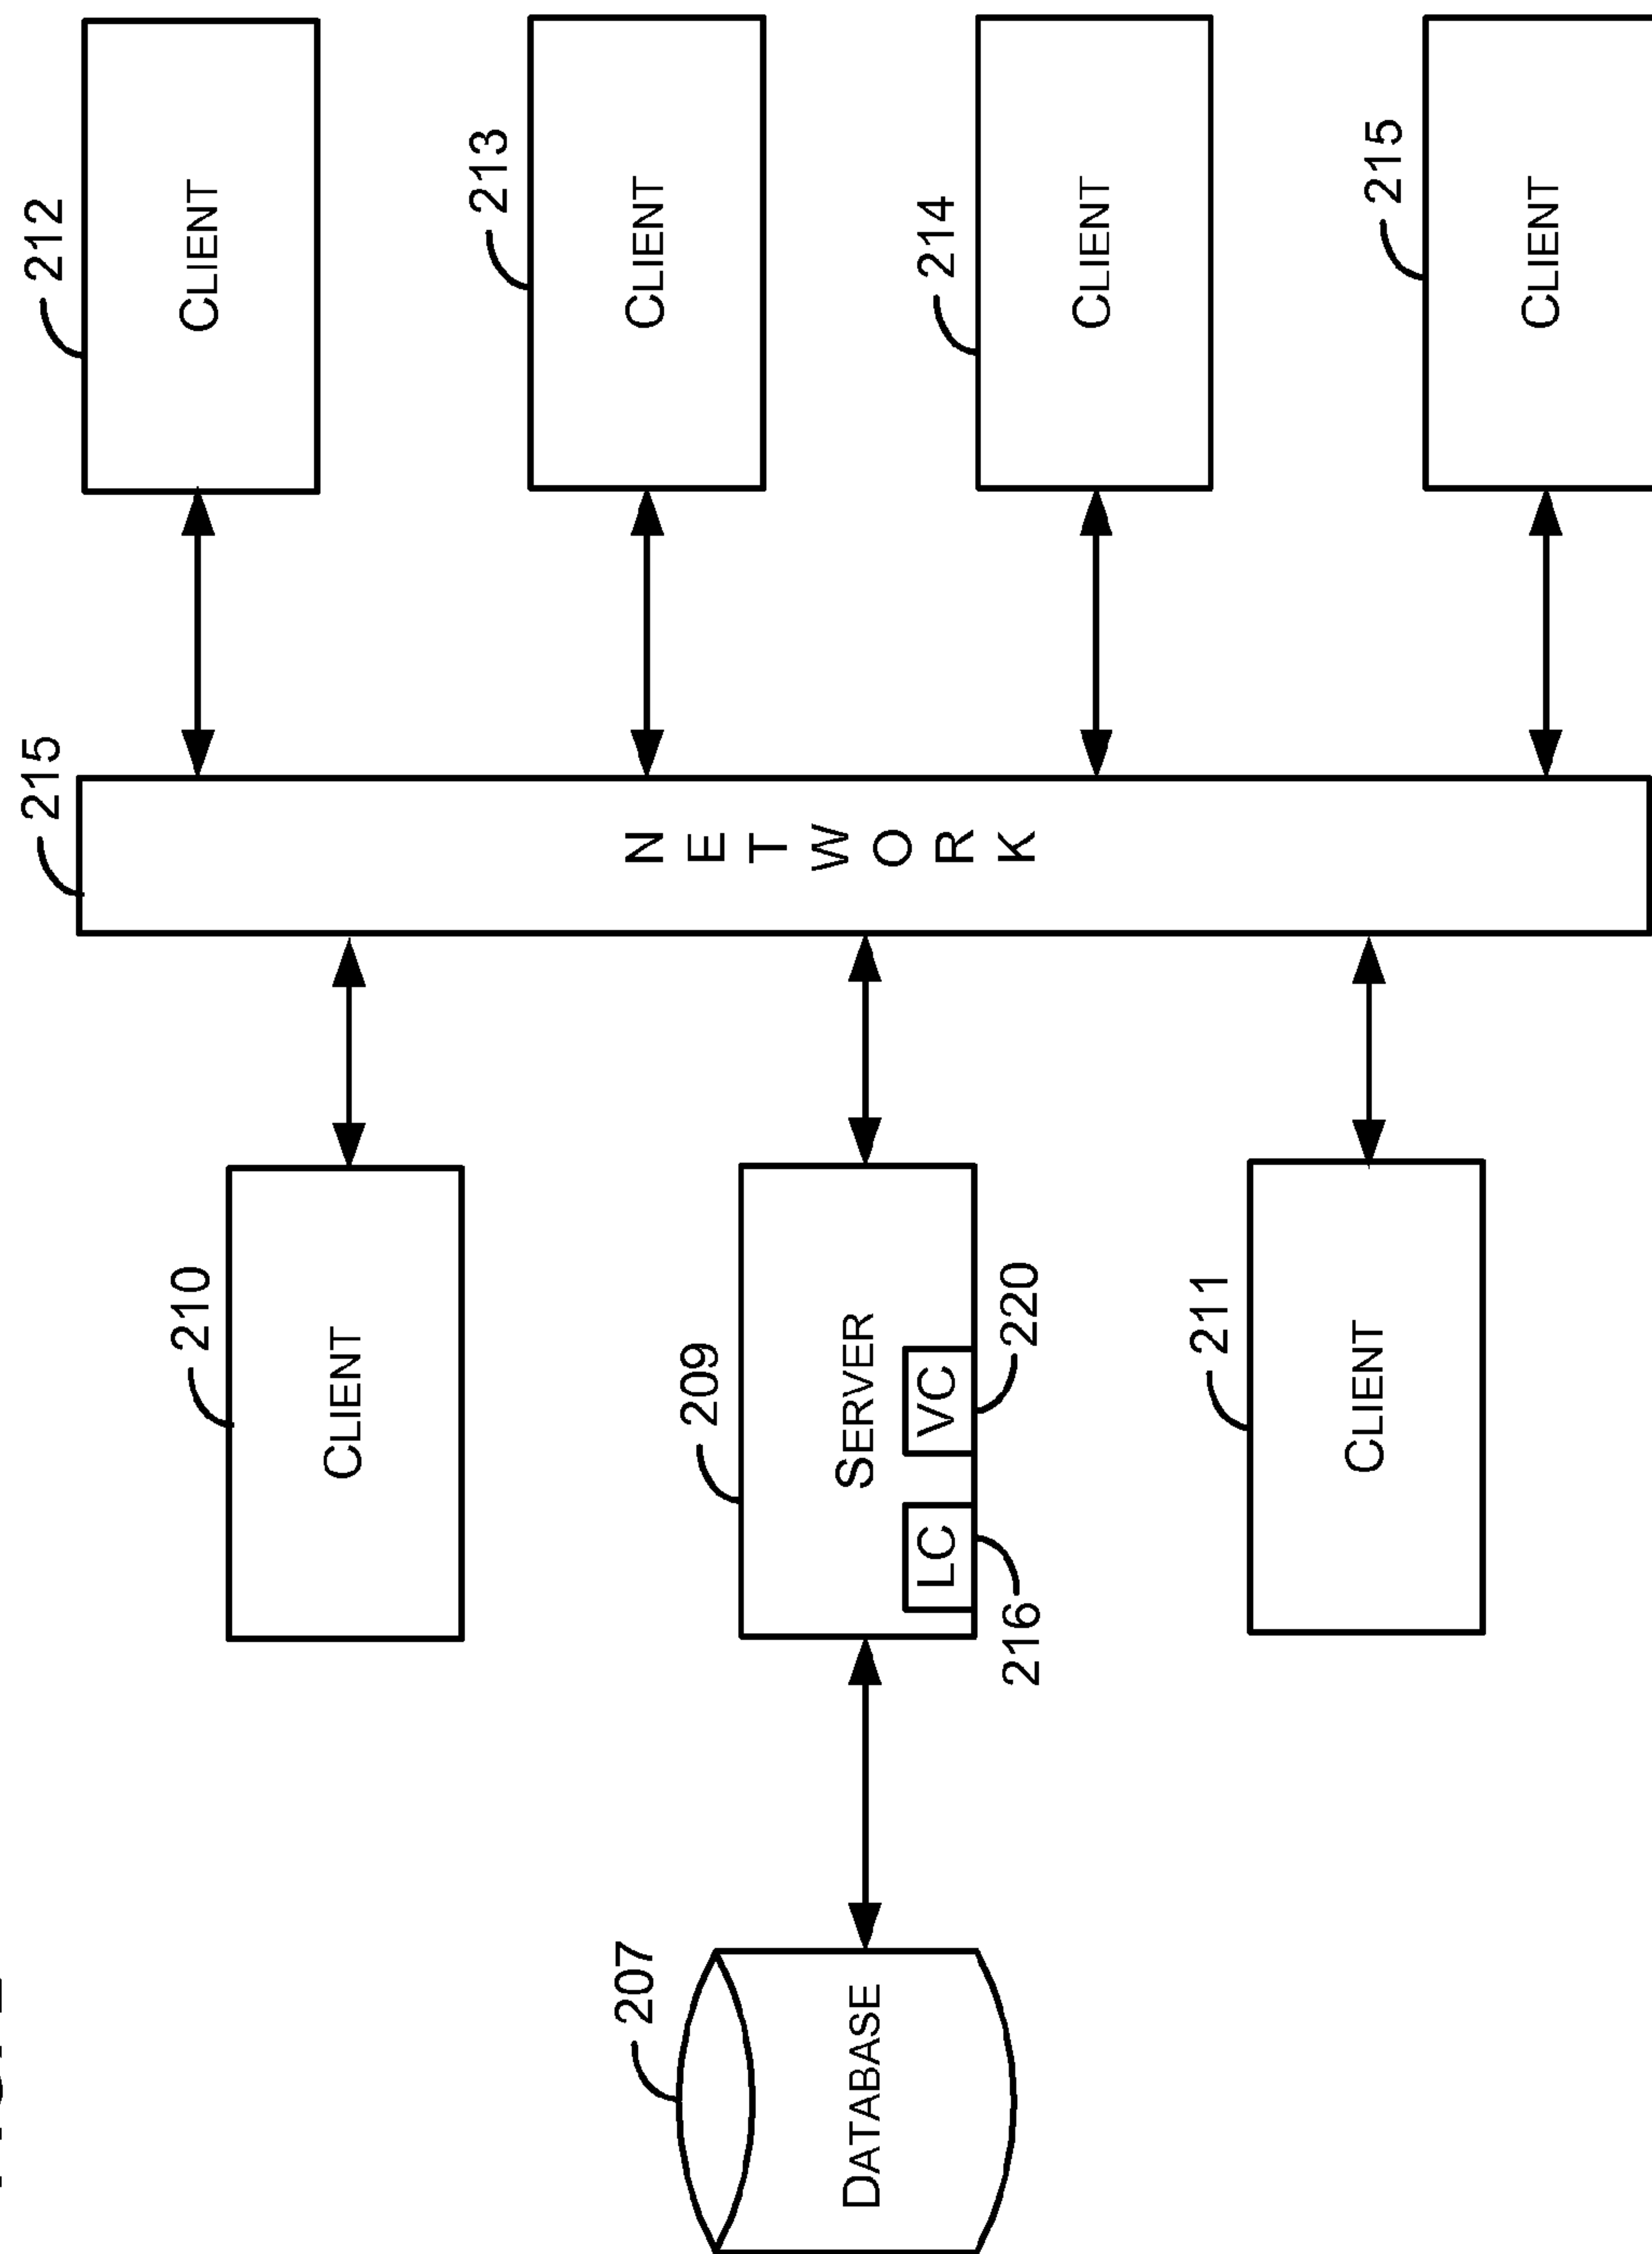 215
212
CLIENT
213
CLIENT
214
CLIENT
215
CLIENT
NETWORK
210
CLIENT
209
SERVER
LC
VC
216
220
211
CLIENT
207
DATABASE